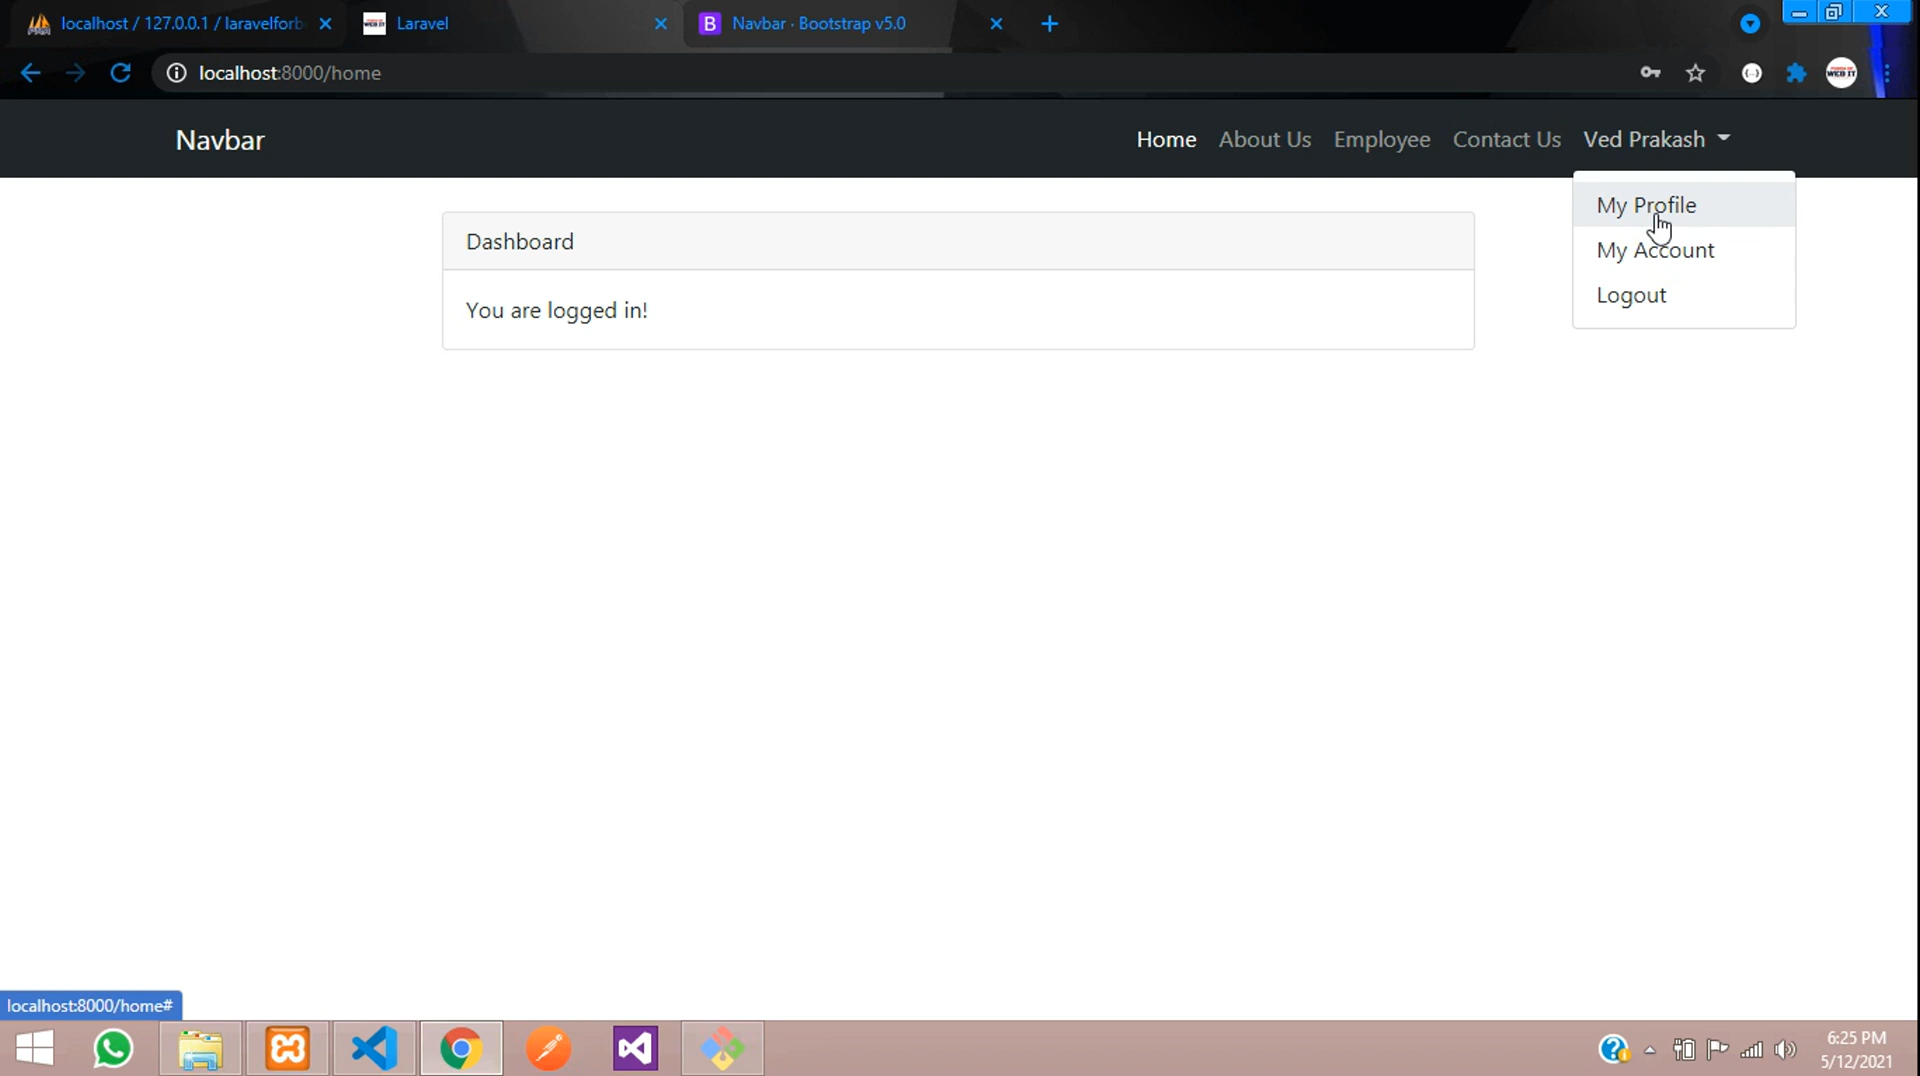 localhost / 127.0.0.1 / laravelforb
Laravel
Navbar · Bootstrap v5.0
localhost:8000/home
WEB IT
Navbar
Home
About Us
Employee
Contact Us
Ved Prakash
My Profile
My Account
Logout
Dashboard
You are logged in!
localhost:8000/home#
6:25 PM
5/12/2021